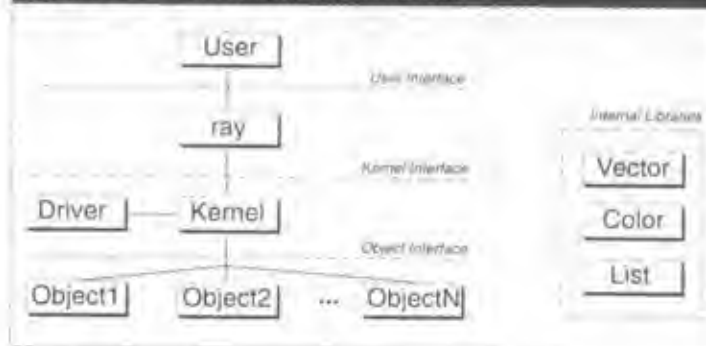 User
User Interface
ray
Kernel Interface
Driver
Kernel
Object Interface
Object1
Object2
...
ObjectN
Internal Libraries
Vector
Color
List